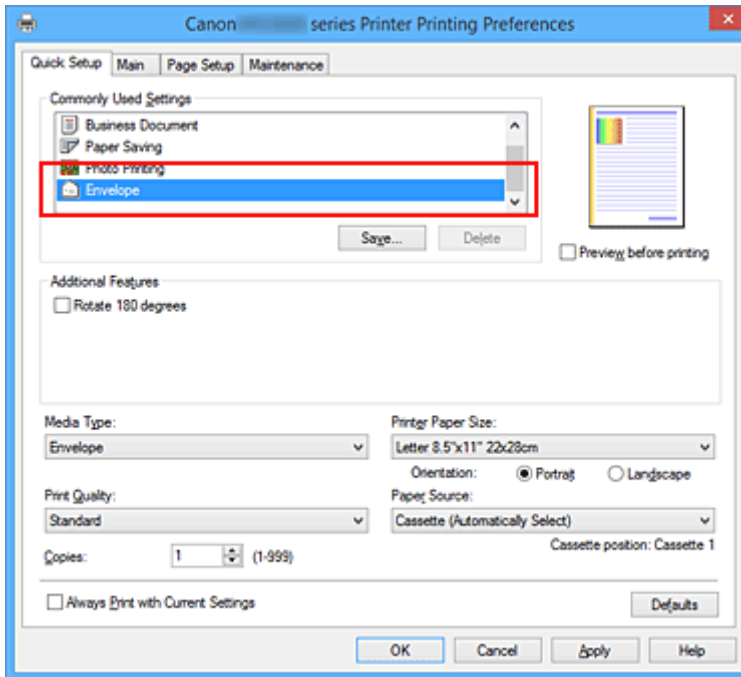 Canon series Printer Printing Preferences
Quick Setup Main Page Setup Maintenance
Commonly Used Settings
Business Document
Paper Saving
Photo Printing
Envelope
Save... Delete
Preview before printing
Additional Features
Rotate 180 degrees
Media Type: Printer Paper Size:
Envelope Letter 8.5"x11" 22x28cm
Orientation: Portrait Landscape
Print Quality: Paper Source:
Standard Cassette (Automatically Select)
Cassette position: Cassette 1
Copies: 1 (1-999)
Always Print with Current Settings Defaults
OK Cancel Apply Help